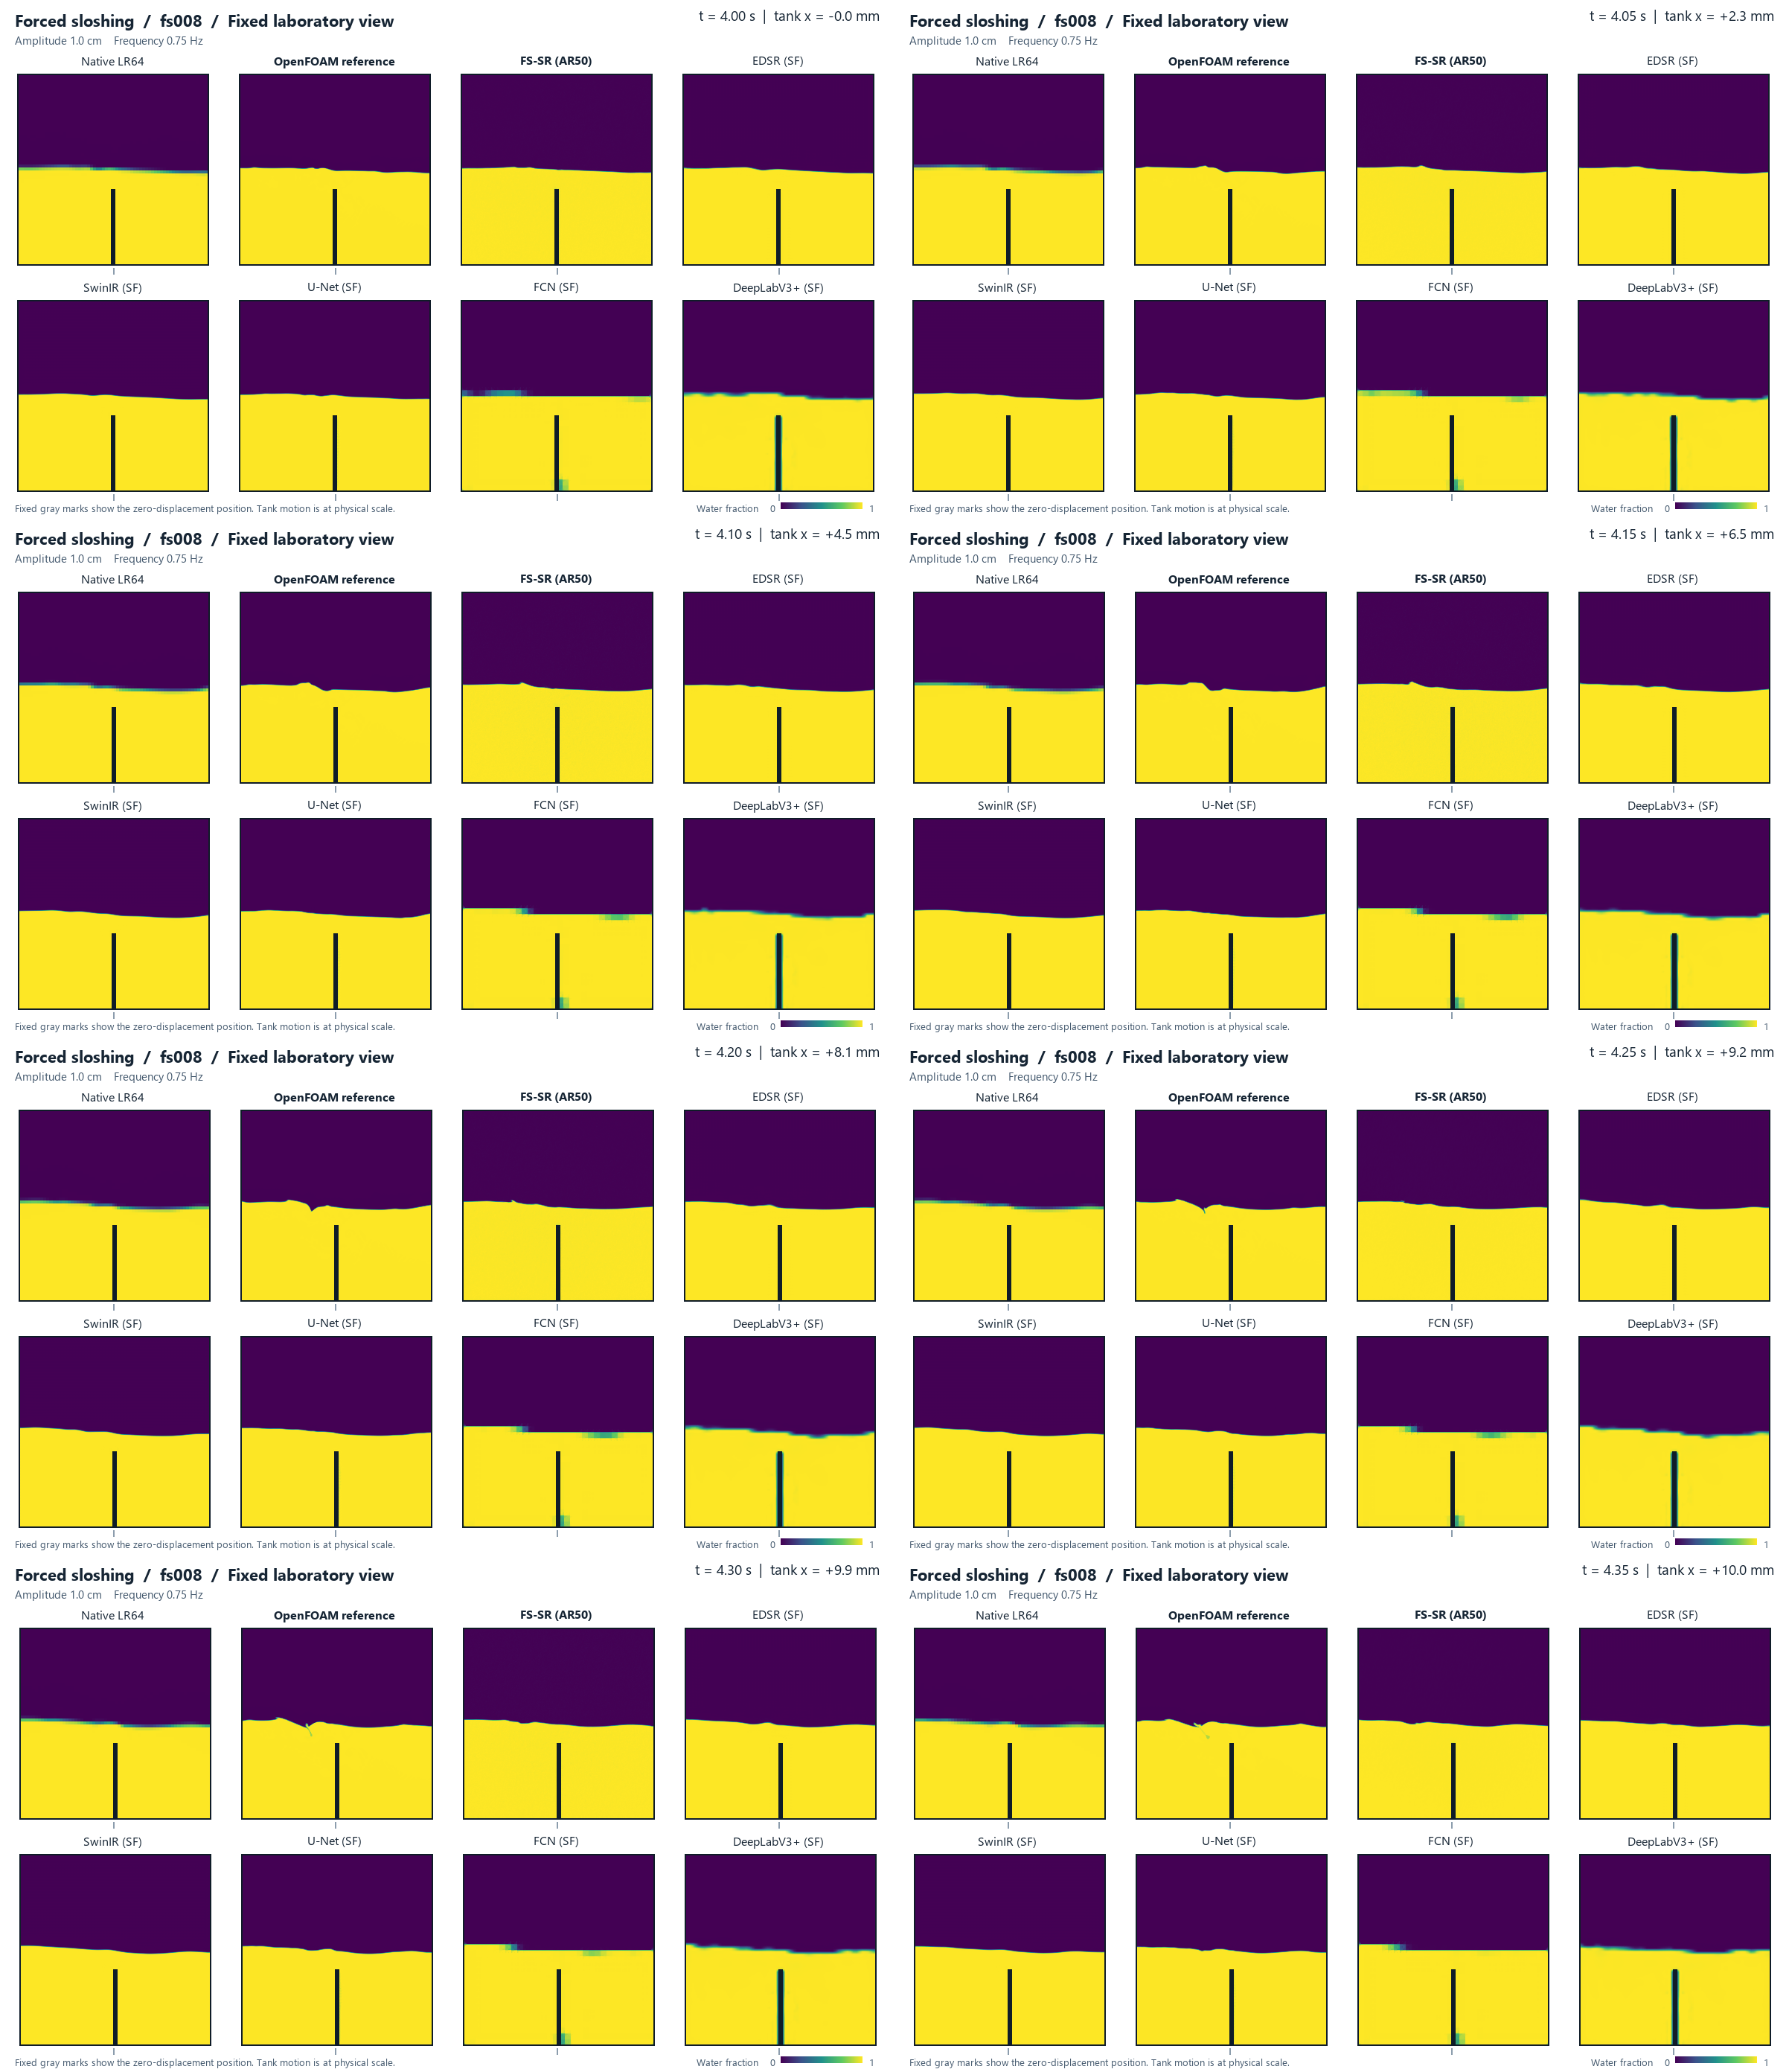 Forced sloshing / fs008 / Fixed laboratory view
t = 4.00 s | tank x = -0.0 mm
Amplitude 1.0 cm Frequency 0.75 Hz
Native LR64
OpenFOAM reference
FS-SR (AR50)
EDSR (SF)
SwinIR (SF)
U-Net (SF)
FCN (SF)
DeepLabV3+ (SF)
Fixed gray marks show the zero-displacement position. Tank motion is at physical scale.
Water fraction 0 1
Forced sloshing / fs008 / Fixed laboratory view
t = 4.05 s | tank x = +2.3 mm
Amplitude 1.0 cm Frequency 0.75 Hz
Native LR64
OpenFOAM reference
FS-SR (AR50)
EDSR (SF)
SwinIR (SF)
U-Net (SF)
FCN (SF)
DeepLabV3+ (SF)
Fixed gray marks show the zero-displacement position. Tank motion is at physical scale.
Water fraction 0 1
Forced sloshing / fs008 / Fixed laboratory view
t = 4.10 s | tank x = +4.5 mm
Amplitude 1.0 cm Frequency 0.75 Hz
Native LR64
OpenFOAM reference
FS-SR (AR50)
EDSR (SF)
SwinIR (SF)
U-Net (SF)
FCN (SF)
DeepLabV3+ (SF)
Fixed gray marks show the zero-displacement position. Tank motion is at physical scale.
Water fraction 0 1
Forced sloshing / fs008 / Fixed laboratory view
t = 4.15 s | tank x = +6.5 mm
Amplitude 1.0 cm Frequency 0.75 Hz
Native LR64
OpenFOAM reference
FS-SR (AR50)
EDSR (SF)
SwinIR (SF)
U-Net (SF)
FCN (SF)
DeepLabV3+ (SF)
Fixed gray marks show the zero-displacement position. Tank motion is at physical scale.
Water fraction 0 1
Forced sloshing / fs008 / Fixed laboratory view
t = 4.20 s | tank x = +8.1 mm
Amplitude 1.0 cm Frequency 0.75 Hz
Native LR64
OpenFOAM reference
FS-SR (AR50)
EDSR (SF)
SwinIR (SF)
U-Net (SF)
FCN (SF)
DeepLabV3+ (SF)
Fixed gray marks show the zero-displacement position. Tank motion is at physical scale.
Water fraction 0 1
Forced sloshing / fs008 / Fixed laboratory view
t = 4.25 s | tank x = +9.2 mm
Amplitude 1.0 cm Frequency 0.75 Hz
Native LR64
OpenFOAM reference
FS-SR (AR50)
EDSR (SF)
SwinIR (SF)
U-Net (SF)
FCN (SF)
DeepLabV3+ (SF)
Fixed gray marks show the zero-displacement position. Tank motion is at physical scale.
Water fraction 0 1
Forced sloshing / fs008 / Fixed laboratory view
t = 4.30 s | tank x = +9.9 mm
Amplitude 1.0 cm Frequency 0.75 Hz
Native LR64
OpenFOAM reference
FS-SR (AR50)
EDSR (SF)
SwinIR (SF)
U-Net (SF)
FCN (SF)
DeepLabV3+ (SF)
Fixed gray marks show the zero-displacement position. Tank motion is at physical scale.
Water fraction 0 1
Forced sloshing / fs008 / Fixed laboratory view
t = 4.35 s | tank x = +10.0 mm
Amplitude 1.0 cm Frequency 0.75 Hz
Native LR64
OpenFOAM reference
FS-SR (AR50)
EDSR (SF)
SwinIR (SF)
U-Net (SF)
FCN (SF)
DeepLabV3+ (SF)
Fixed gray marks show the zero-displacement position. Tank motion is at physical scale.
Water fraction 0 1